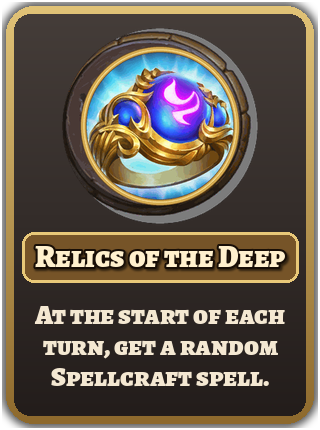 Relics of the Deep
At the start of each
turn, get a random
Spellcraft spell.